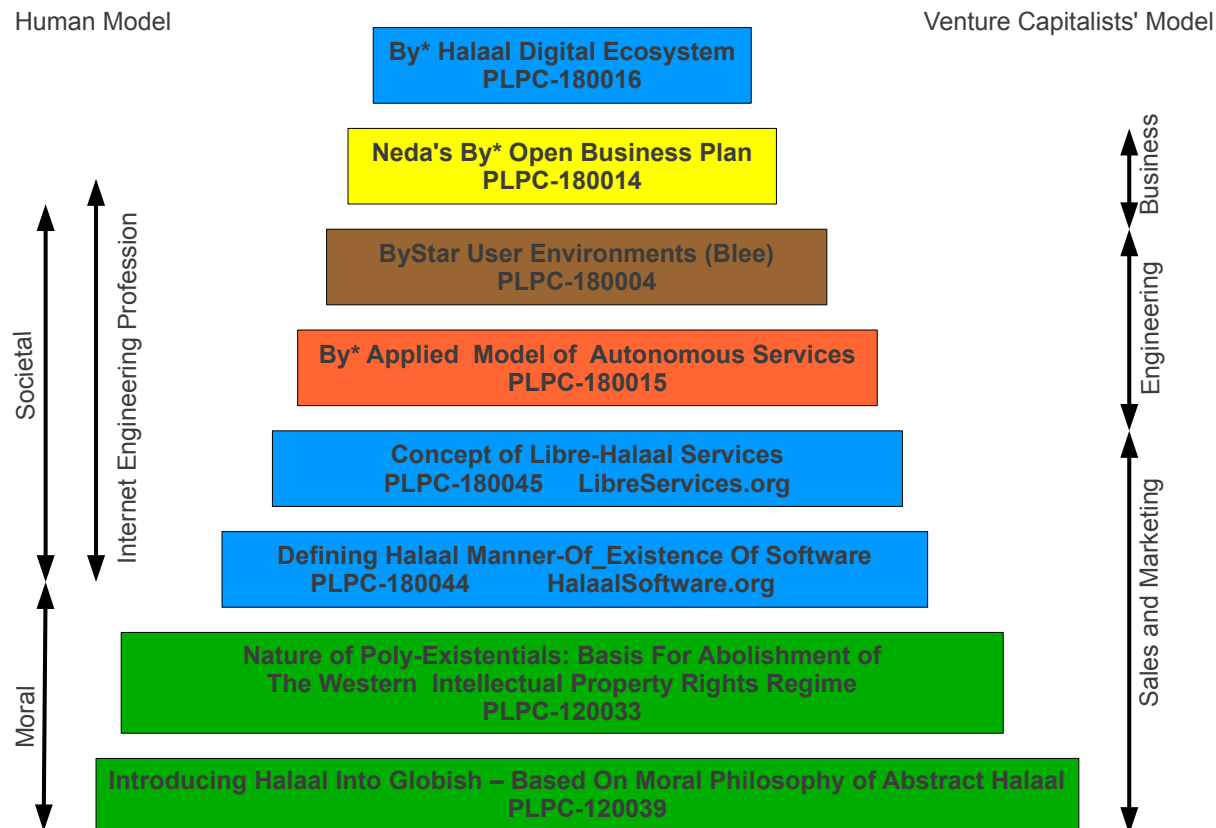 Human Model
Venture Capitalists' Model
By* Halaal Digital Ecosystem
PLPC-180016
Neda's By* Open Business Plan
PLPC-180014
ByStar User Environments (Blee)
PLPC-180004
By* Applied Model of Autonomous Services
PLPC-180015
Concept of Libre-Halaal Services
PLPC-180045 LibreServices.org
Defining Halaal Manner-Of_Existence Of Software
PLPC-180044 HalaalSoftware.org
Nature of Poly-Existentials: Basis For Abolishment of
The Western Intellectual Property Rights Regime
PLPC-120033
Introducing Halaal Into Globish – Based On Moral Philosophy of Abstract Halaal
PLPC-120039
Societal
Moral
Internet Engineering Profession
Business
Engineering
Sales and Marketing